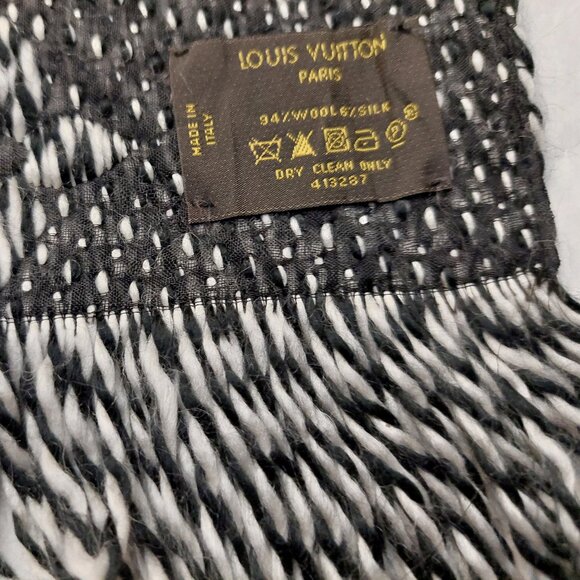 LOUIS VUITTON
PARIS
MADE IN
ITALY
94%WOOL6%SILK
P
DRY CLEAN ONLY
413287